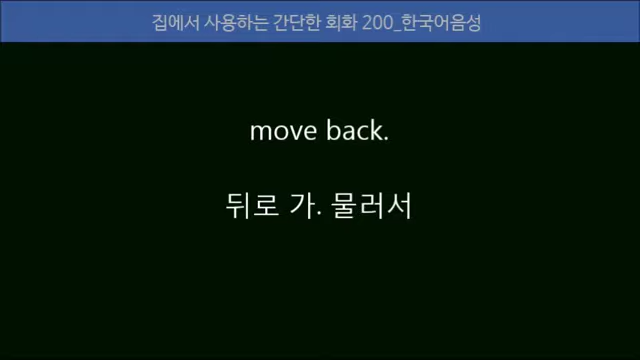 집에서 사용하는 간단한 회화 200_한국어음성
move back.
뒤로 가. 물러서